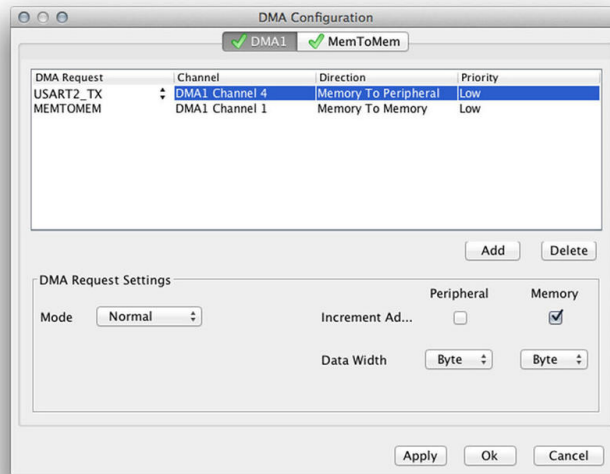 DMA Configuration
DMA1 MemToMem
DMA Request Channel Direction Priority
USART2_TX DMA1 Channel 4 Memory To Peripheral Low
MEMTOMEM DMA1 Channel 1 Memory To Memory Low
Add Delete
DMA Request Settings
Peripheral Memory
Mode Normal Increment Ad...
Data Width Byte Byte
Apply Ok Cancel